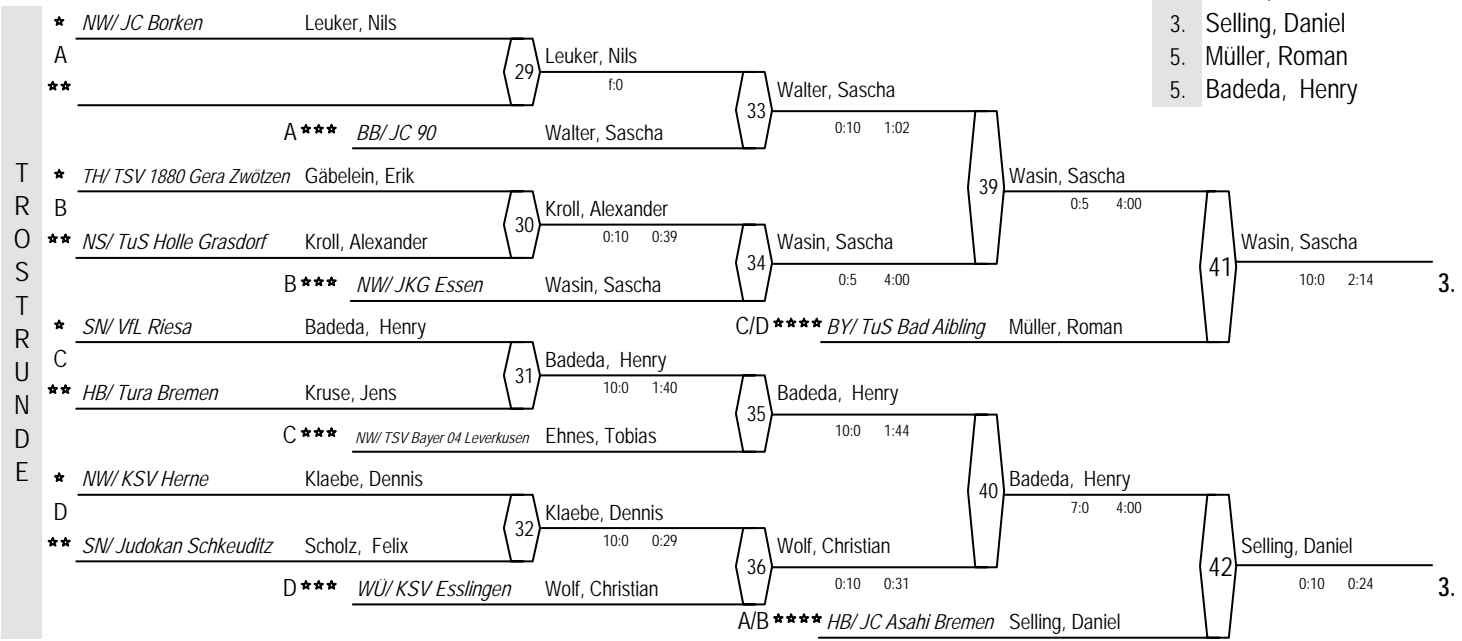 3. Selling, Daniel
5. Müller, Roman
5. Badeda, Henry
TROSTRUNDE
* NW/ JC Borken Leuker, Nils
A
**
29
Leuker, Nils
f:0
A *** BB/ JC 90 Walter, Sascha
33
Walter, Sascha
0:10 1:02
* TH/ TSV 1880 Gera Zwötzen Gäbelein, Erik
B
** NS/ TuS Holle Grasdorf Kroll, Alexander
30
Kroll, Alexander
0:10 0:39
B *** NW/ JKG Essen Wasin, Sascha
34
Wasin, Sascha
0:5 4:00
39
Wasin, Sascha
0:5 4:00
C/D **** BY/ TuS Bad Aibling Müller, Roman
41
Wasin, Sascha
10:0 2:14 3.
* SN/ VfL Riesa Badeda, Henry
C
** HB/ Tura Bremen Kruse, Jens
31
Badeda, Henry
10:0 1:40
C *** NW/ TSV Bayer 04 Leverkusen Ehnes, Tobias
35
Badeda, Henry
10:0 1:44
* NW/ KSV Herne Klaebe, Dennis
D
** SN/ Judokan Schkeuditz Scholz, Felix
32
Klaebe, Dennis
10:0 0:29
D *** WÜ/ KSV Esslingen Wolf, Christian
36
Wolf, Christian
0:10 0:31
40
Badeda, Henry
7:0 4:00
A/B **** HB/ JC Asahi Bremen Selling, Daniel
42
Selling, Daniel
0:10 0:24 3.